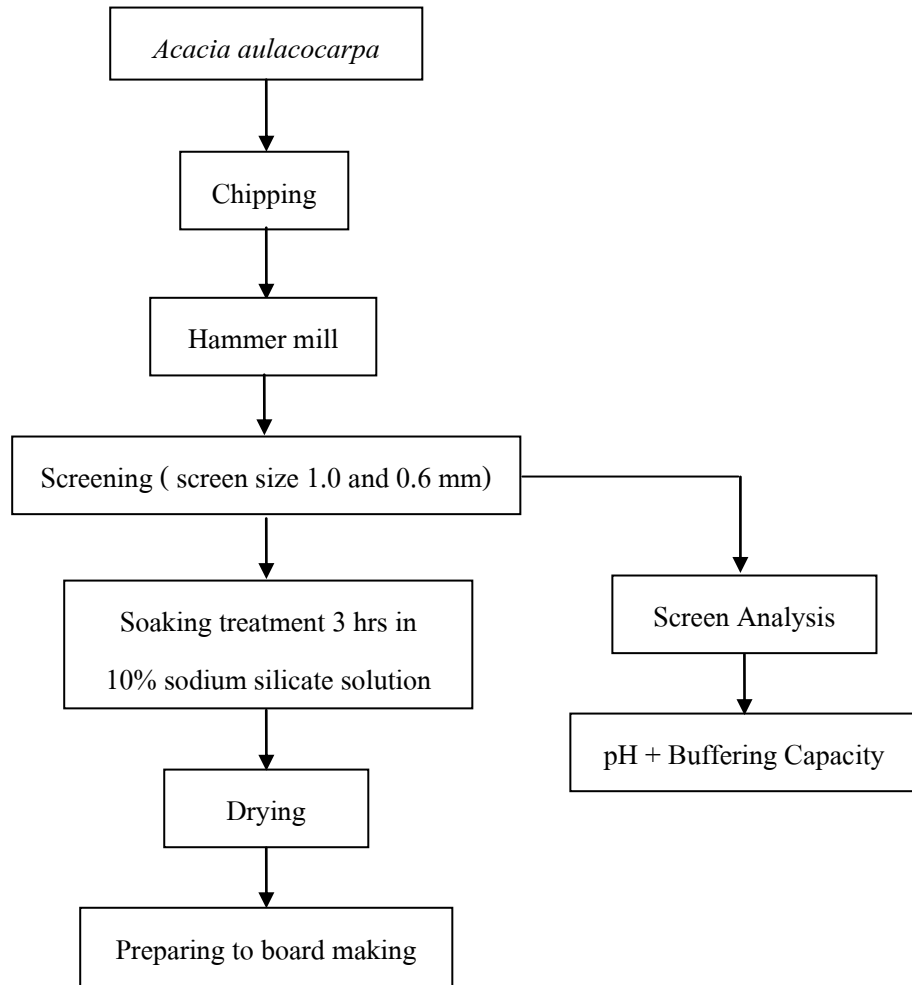 Acacia aulacocarpa
Chipping
Hammer mill
Screening ( screen size 1.0 and 0.6 mm)
Soaking treatment 3 hrs in
10% sodium silicate solution
Screen Analysis
pH + Buffering Capacity
Drying
Preparing to board making